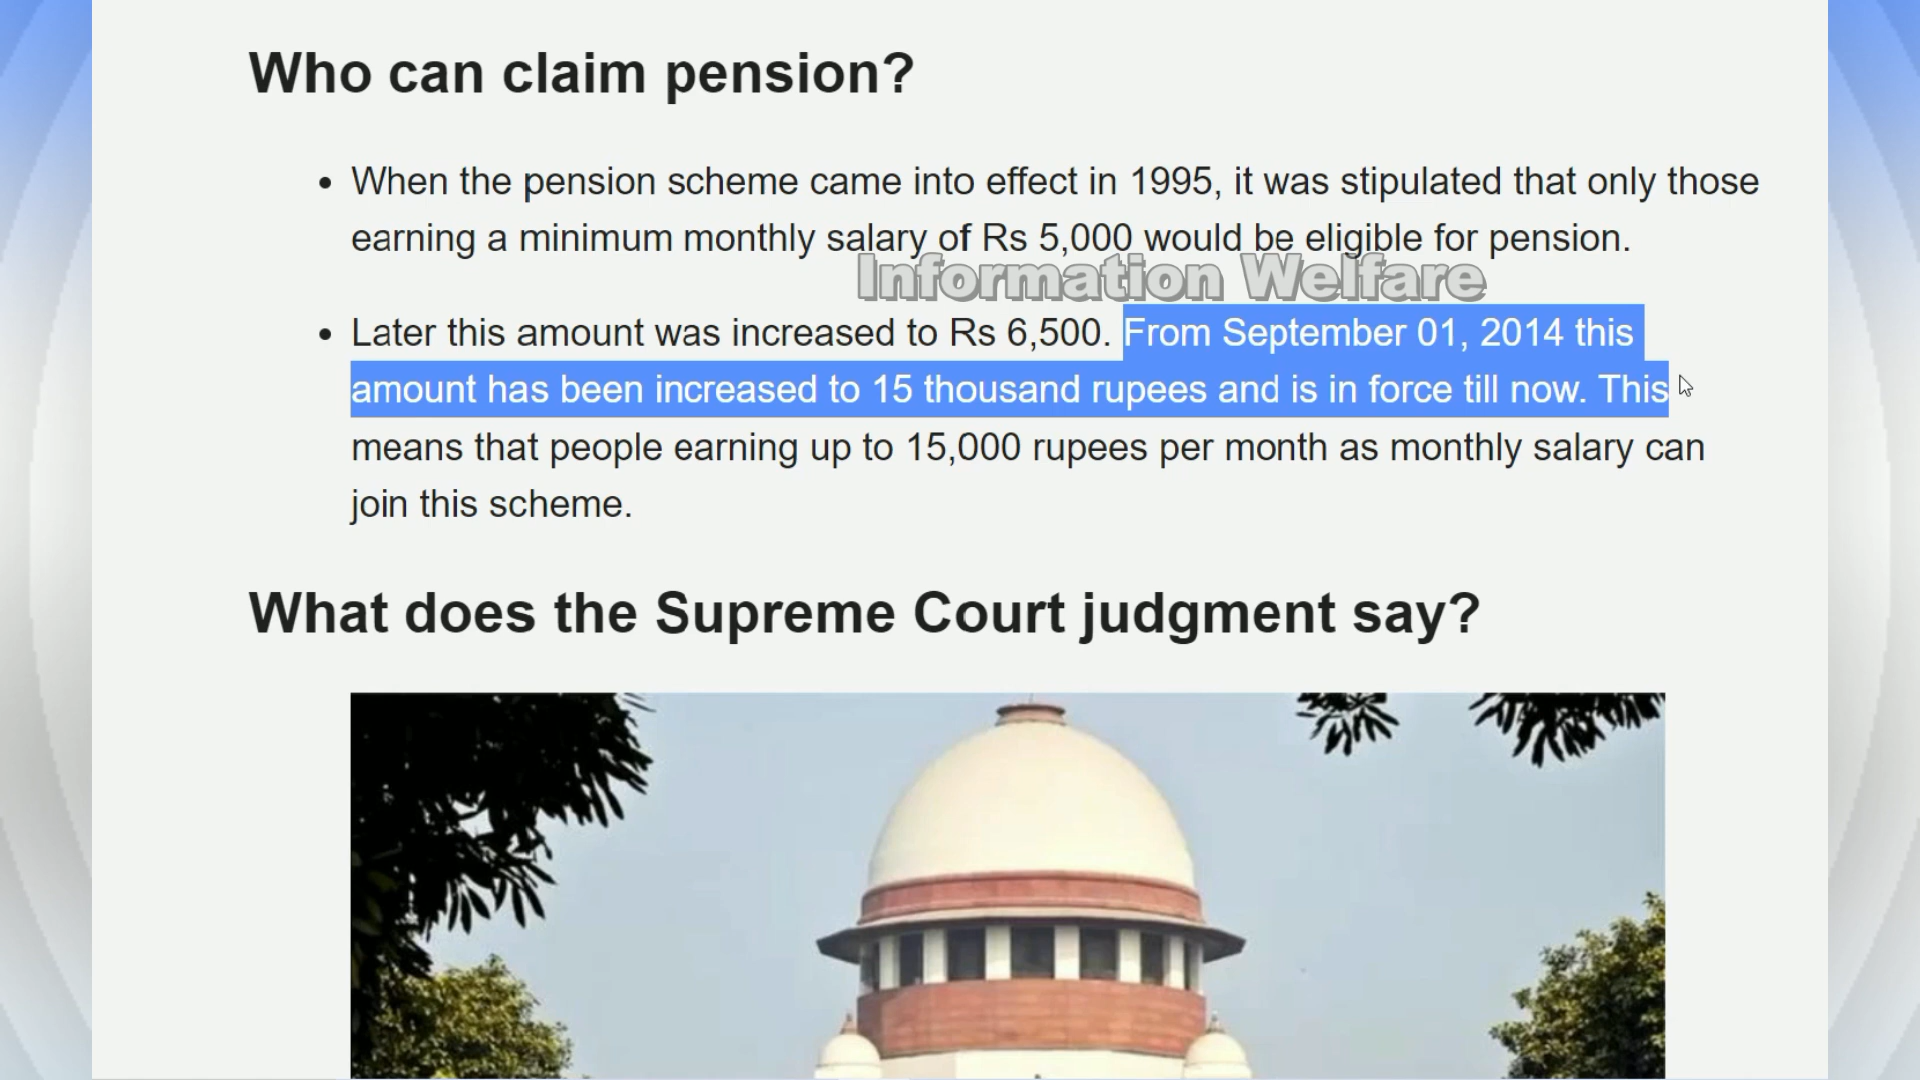 Who can claim pension?
When the pension scheme came into effect in 1995, it was stipulated that only those
earning a minimum monthly salary of Rs 5,000 would be eligible for pension.
Information Welfare
Later this amount was increased to Rs 6,500. From September 01, 2014 this
amount has been increased to 15 thousand rupees and is in force till now. This
means that people earning up to 15,000 rupees per month as monthly salary can
join this scheme.
What does the Supreme Court judgment say?